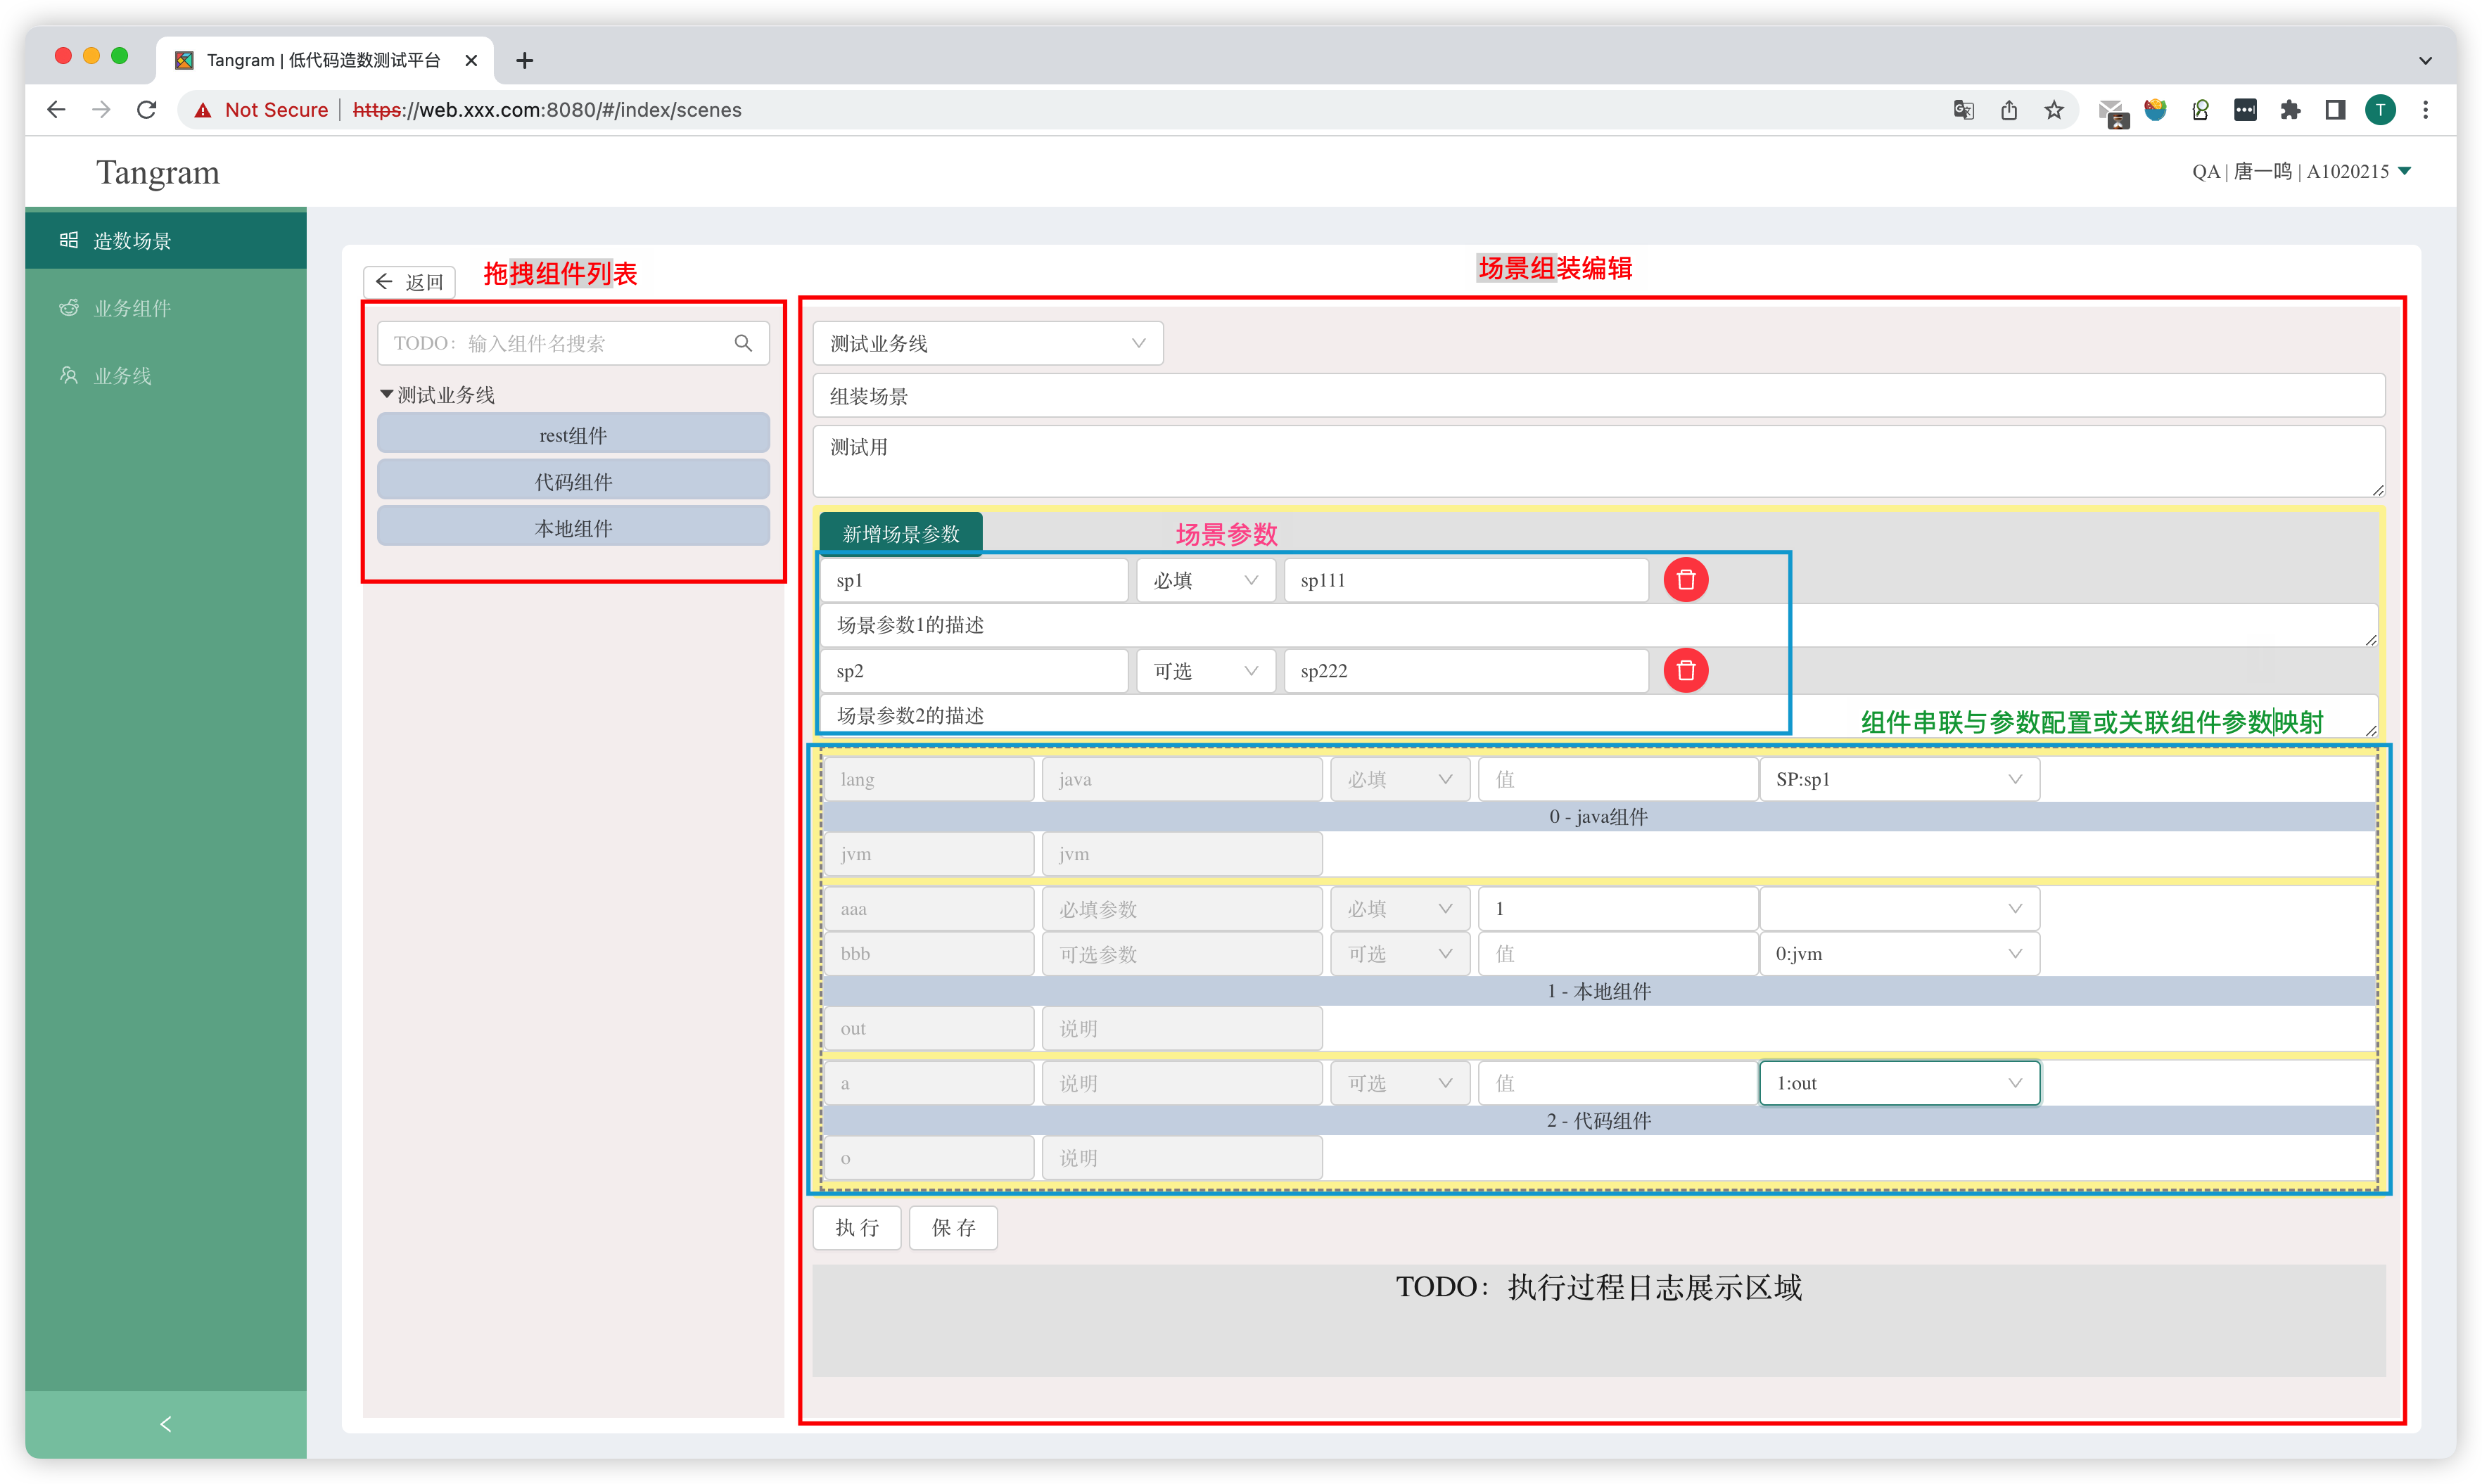 Tangram | 低代码造数测试平台
Not Secure | https://web.xxx.com:8080/#/index/scenes
T
Tangram
QA | 唐一鸣 | A1020215
造数场景
业务组件
业务线
返回
拖拽组件列表
场景组装编辑
TODO：输入组件名搜索
测试业务线
rest组件
代码组件
本地组件
测试业务线
组装场景
测试用
新增场景参数
场景参数
sp1 必填 sp111
场景参数1的描述
sp2 可选 sp222
场景参数2的描述
组件串联与参数配置或关联组件参数映射
lang java 必填 值 SP:sp1
0 - java组件
jvm jvm
aaa 必填参数 必填 1
bbb 可选参数 可选 值 0:jvm
1 - 本地组件
out 说明
a 说明 可选 值 1:out
2 - 代码组件
o 说明
执 行 保 存
TODO：执行过程日志展示区域